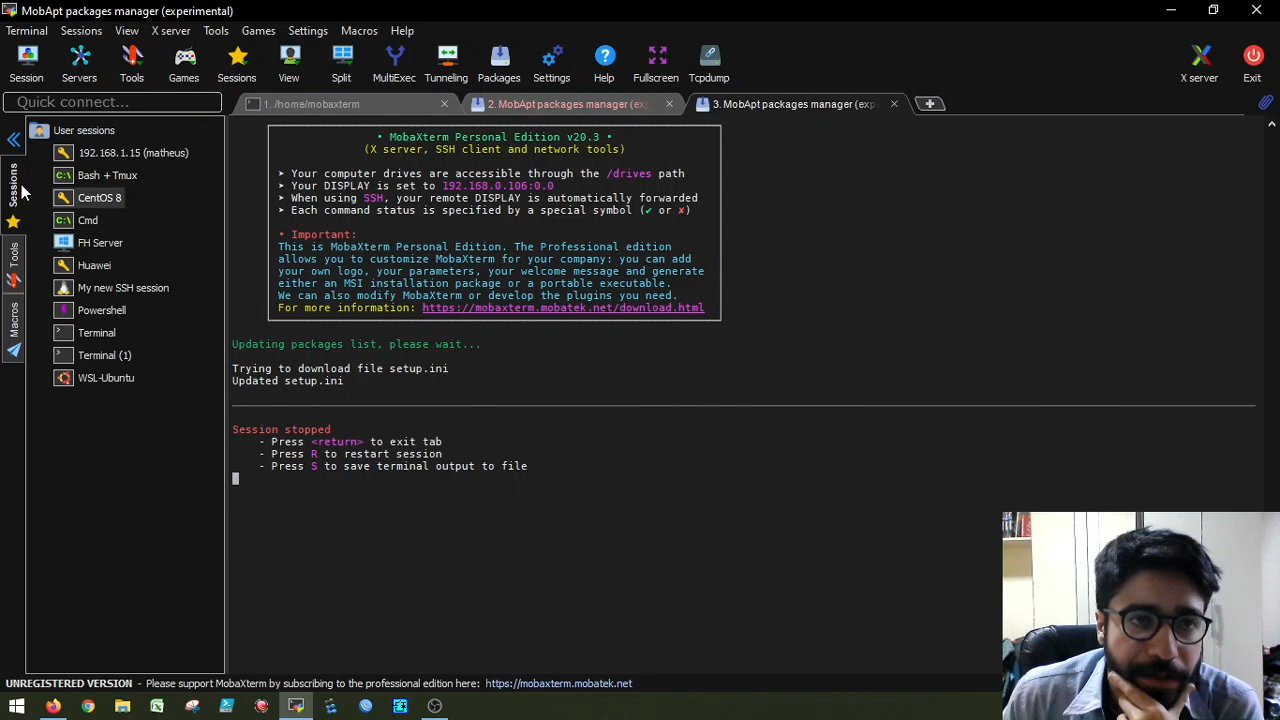 MobApt packages manager (experimental)
Terminal Sessions View X server Tools Games Settings Macros Help
Session Servers Tools Games Sessions View Split MultiExec Tunneling Packages Settings Help Fullscreen Tcpdump X server Exit
Quick connect...
1. /home/mobaxterm
2. MobApt packages manager (ex
3. MobApt packages manager (exp
Sessions
Tools
Macros
User sessions
192.168.1.15 (matheus)
Bash + Tmux
CentOS 8
Cmd
FH Server
Huawei
My new SSH session
Powershell
Terminal
Terminal (1)
WSL-Ubuntu
• MobaXterm Personal Edition v20.3 •
(X server, SSH client and network tools)
➤ Your computer drives are accessible through the /drives path
➤ Your DISPLAY is set to 192.168.0.106:0.0
➤ When using SSH, your remote DISPLAY is automatically forwarded
➤ Each command status is specified by a special symbol (✓ or ✗)
• Important:
This is MobaXterm Personal Edition. The Professional edition
allows you to customize MobaXterm for your company: you can add
your own logo, your parameters, your welcome message and generate
either an MSI installation package or a portable executable.
We can also modify MobaXterm or develop the plugins you need.
For more information: https://mobaxterm.mobatek.net/download.html
Updating packages list, please wait...
Trying to download file setup.ini
Updated setup.ini
Session stopped
- Press <return> to exit tab
- Press R to restart session
- Press S to save terminal output to file
UNREGISTERED VERSION - Please support MobaXterm by subscribing to the professional edition here: https://mobaxterm.mobatek.net